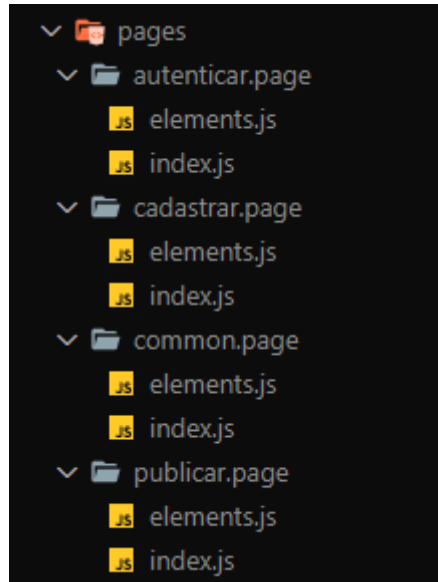 pages
autenticar.page
JS elements.js
JS index.js
cadastrar.page
JS elements.js
JS index.js
common.page
JS elements.js
JS index.js
publicar.page
JS elements.js
JS index.js